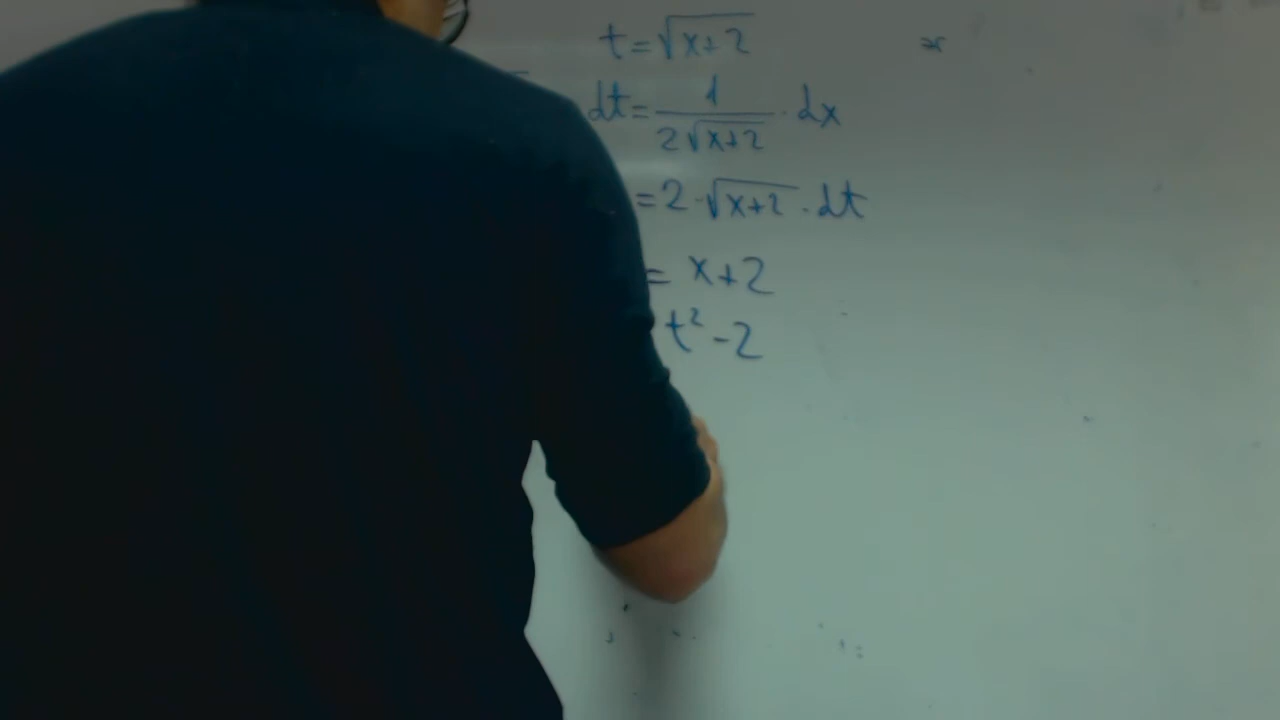 t=√(x+2)
dt= 1/(2√(x+2)) · dx
=2·√(x+2)·dt
= x+2
t²-2